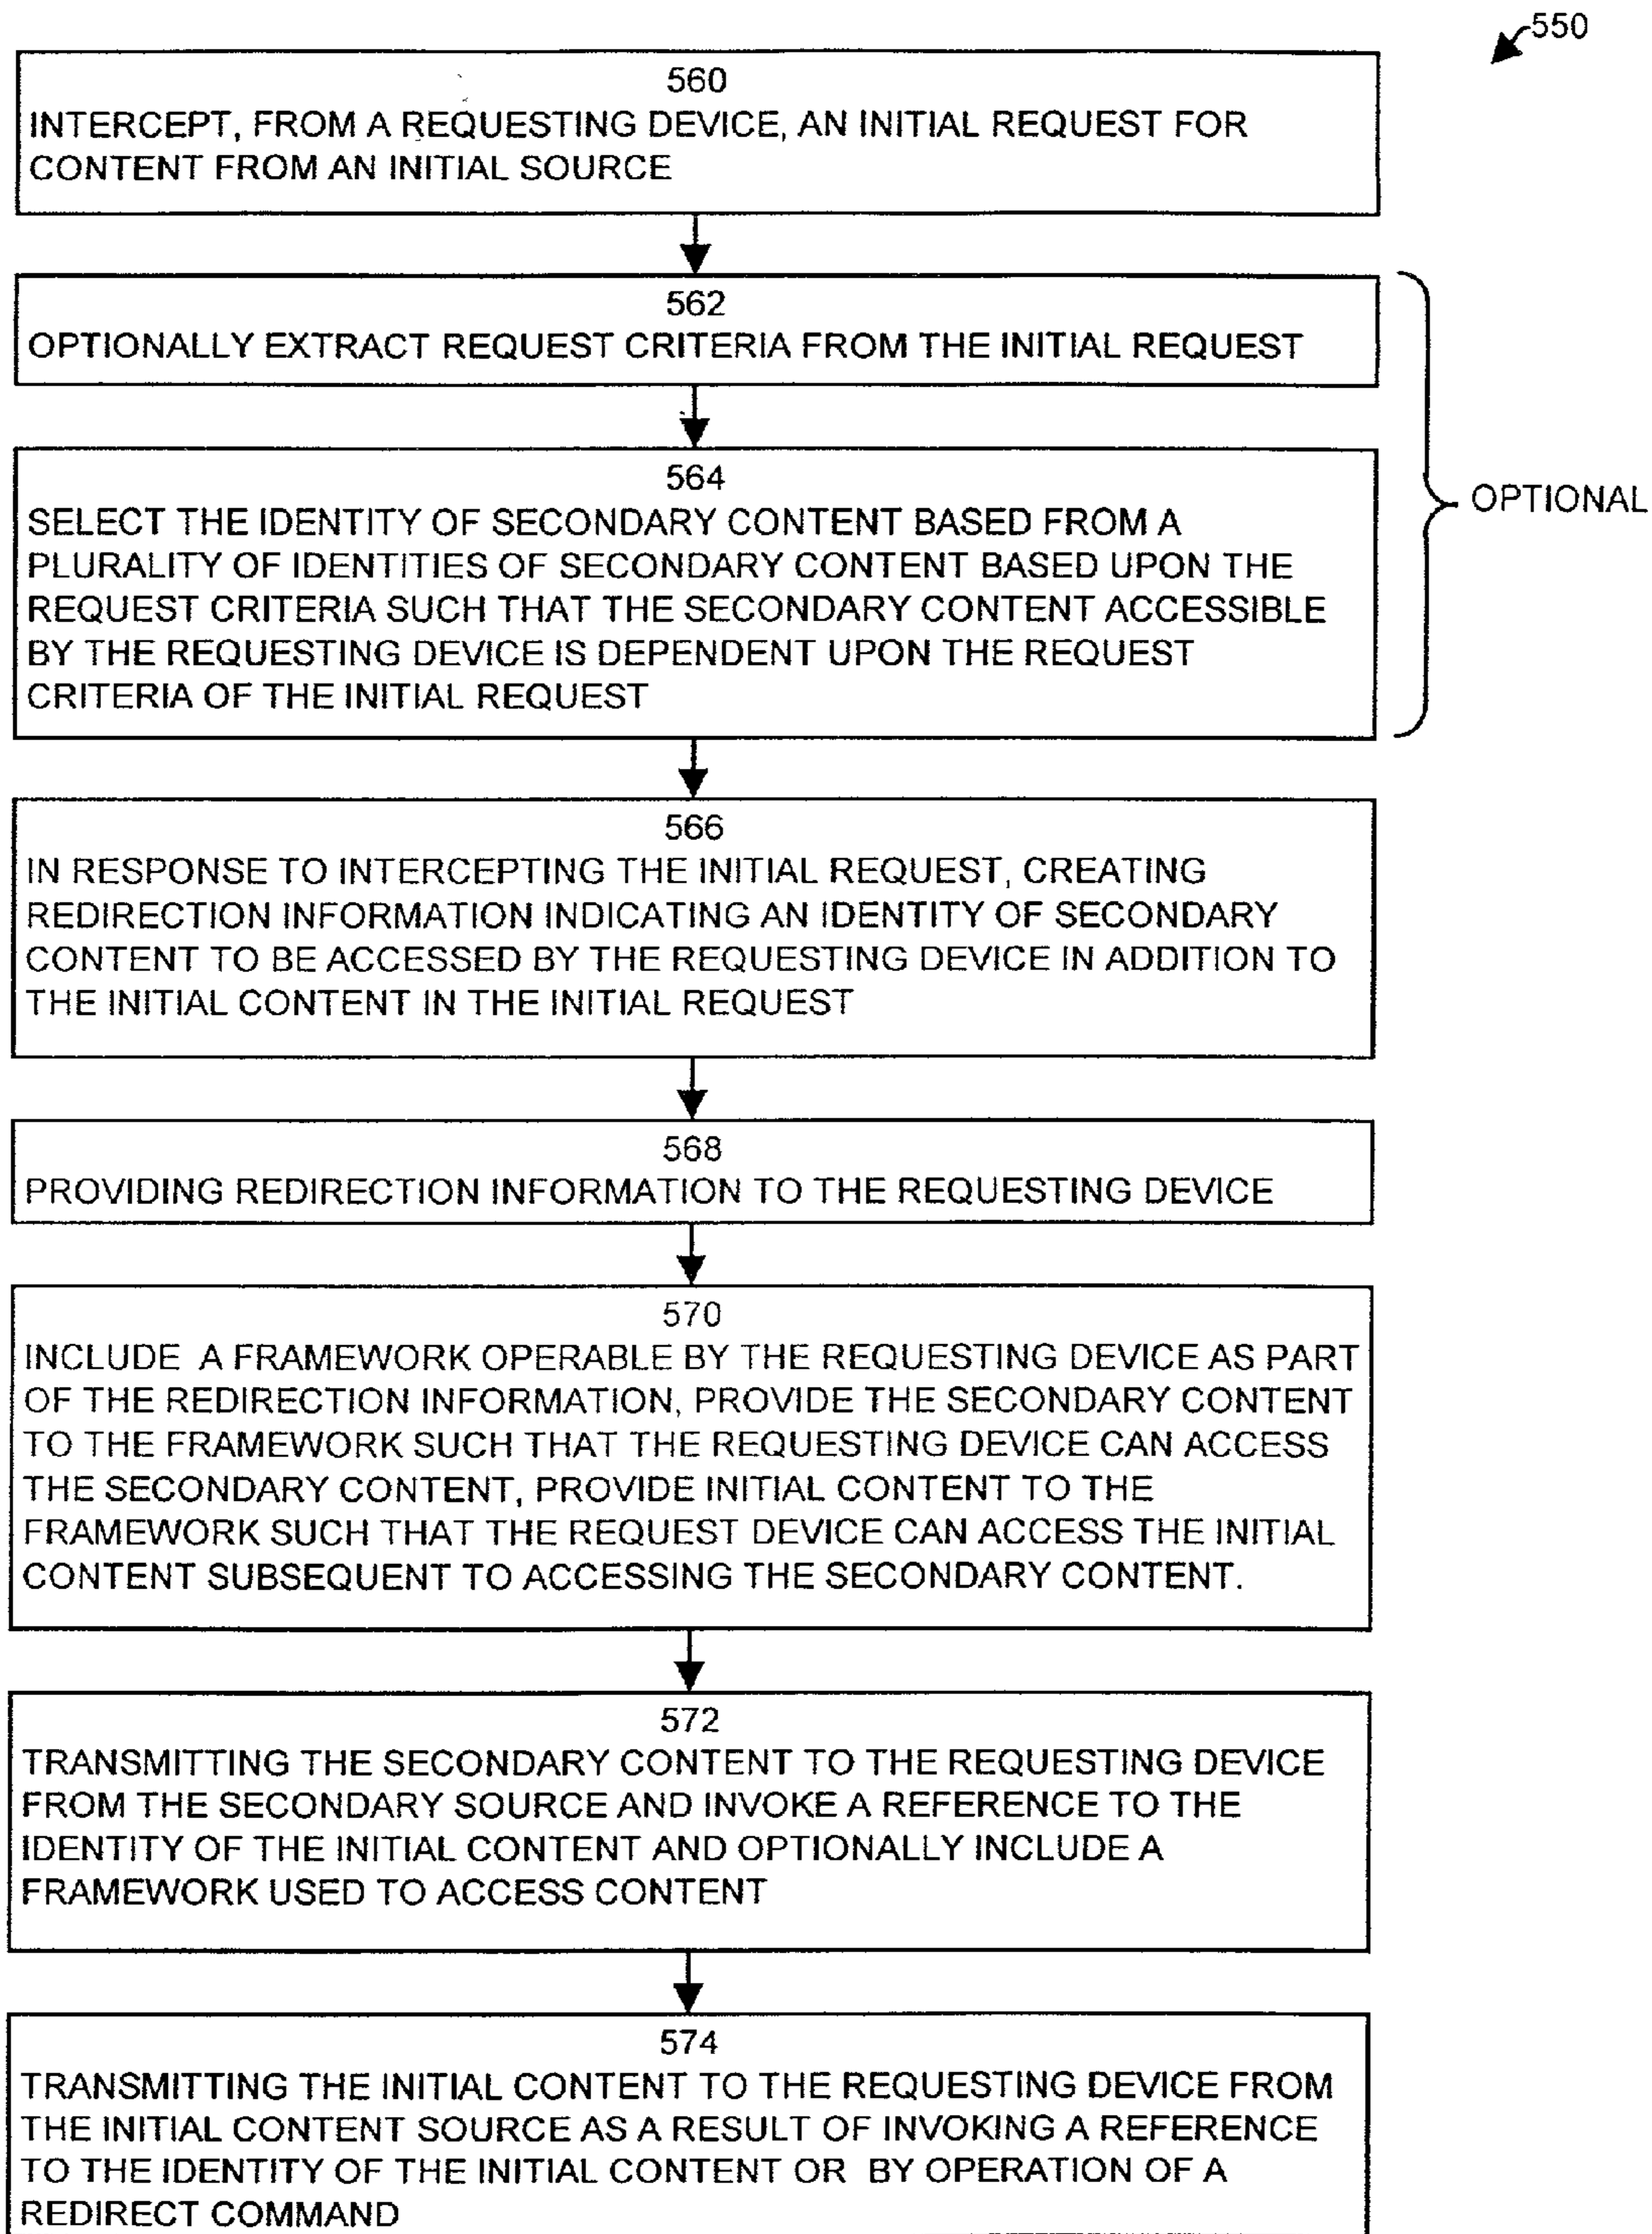 550
560
INTERCEPT, FROM A REQUESTING DEVICE, AN INITIAL REQUEST FOR
CONTENT FROM AN INITIAL SOURCE
562
OPTIONALLY EXTRACT REQUEST CRITERIA FROM THE INITIAL REQUEST
564
SELECT THE IDENTITY OF SECONDARY CONTENT BASED FROM A
PLURALITY OF IDENTITIES OF SECONDARY CONTENT BASED UPON THE
REQUEST CRITERIA SUCH THAT THE SECONDARY CONTENT ACCESSIBLE
BY THE REQUESTING DEVICE IS DEPENDENT UPON THE REQUEST
CRITERIA OF THE INITIAL REQUEST
OPTIONAL
566
IN RESPONSE TO INTERCEPTING THE INITIAL REQUEST, CREATING
REDIRECTION INFORMATION INDICATING AN IDENTITY OF SECONDARY
CONTENT TO BE ACCESSED BY THE REQUESTING DEVICE IN ADDITION TO
THE INITIAL CONTENT IN THE INITIAL REQUEST
568
PROVIDING REDIRECTION INFORMATION TO THE REQUESTING DEVICE
570
INCLUDE A FRAMEWORK OPERABLE BY THE REQUESTING DEVICE AS PART
OF THE REDIRECTION INFORMATION, PROVIDE THE SECONDARY CONTENT
TO THE FRAMEWORK SUCH THAT THE REQUESTING DEVICE CAN ACCESS
THE SECONDARY CONTENT, PROVIDE INITIAL CONTENT TO THE
FRAMEWORK SUCH THAT THE REQUEST DEVICE CAN ACCESS THE INITIAL
CONTENT SUBSEQUENT TO ACCESSING THE SECONDARY CONTENT.
572
TRANSMITTING THE SECONDARY CONTENT TO THE REQUESTING DEVICE
FROM THE SECONDARY SOURCE AND INVOKE A REFERENCE TO THE
IDENTITY OF THE INITIAL CONTENT AND OPTIONALLY INCLUDE A
FRAMEWORK USED TO ACCESS CONTENT
574
TRANSMITTING THE INITIAL CONTENT TO THE REQUESTING DEVICE FROM
THE INITIAL CONTENT SOURCE AS A RESULT OF INVOKING A REFERENCE
TO THE IDENTITY OF THE INITIAL CONTENT OR BY OPERATION OF A
REDIRECT COMMAND